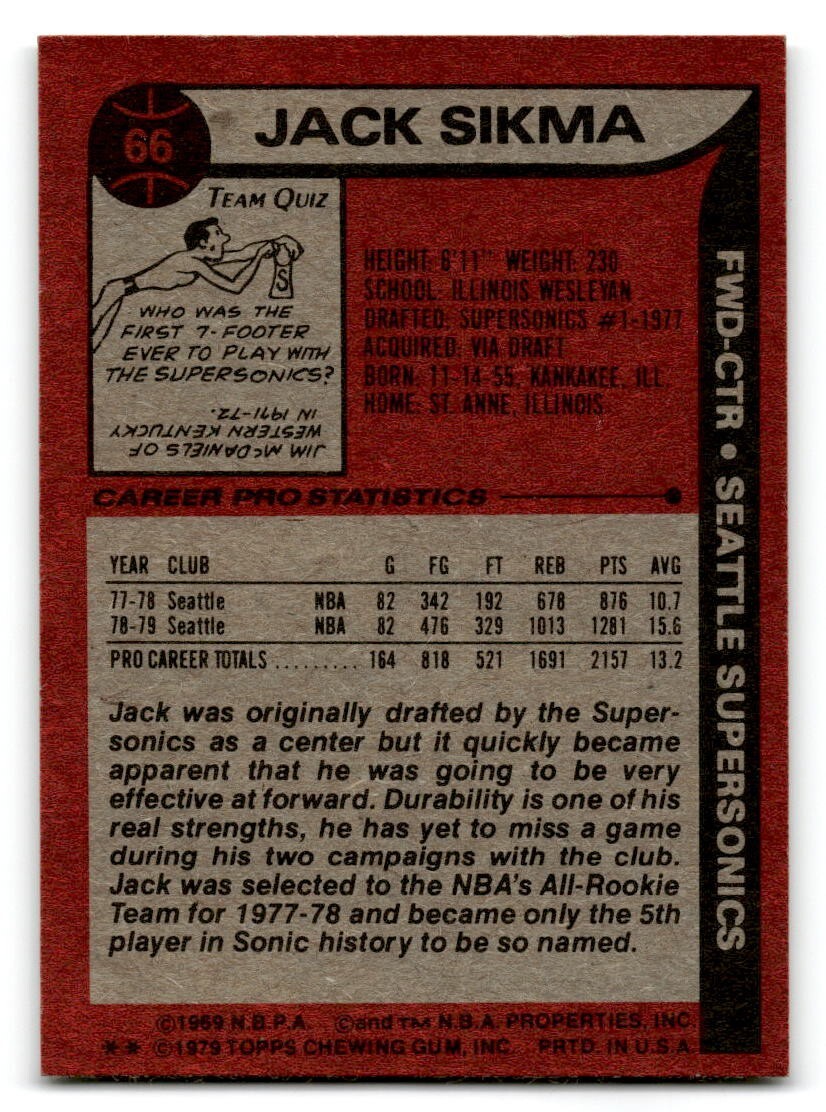 66
JACK SIKMA
TEAM QUIZ
S
WHO WAS THE
FIRST 7-FOOTER
EVER TO PLAY WITH
THE SUPERSONICS?
JIM McDANIELS OF
WESTERN KENTUCKY
IN 1971-72.
HEIGHT: 6'11" WEIGHT: 230
SCHOOL: ILLINOIS WESLEYAN
DRAFTED: SUPERSONICS #1-1977
ACQUIRED: VIA DRAFT
BORN: 11-14-55, KANKAKEE, ILL.
HOME: ST. ANNE, ILLINOIS
FWD-CTR • SEATTLE SUPERSONICS
CAREER PRO STATISTICS
YEAR CLUB G FG FT REB PTS AVG
77-78 Seattle NBA 82 342 192 678 876 10.7
78-79 Seattle NBA 82 476 329 1013 1281 15.6
PRO CAREER TOTALS ......... 164 818 521 1691 2157 13.2
Jack was originally drafted by the Super-
sonics as a center but it quickly became
apparent that he was going to be very
effective at forward. Durability is one of his
real strengths, he has yet to miss a game
during his two campaigns with the club.
Jack was selected to the NBA's All-Rookie
Team for 1977-78 and became only the 5th
player in Sonic history to be so named.
©1969 N.B.P.A. ©and TM N.B.A. PROPERTIES, INC
** ©1979 TOPPS CHEWING GUM, INC. PRTD. IN U.S.A.